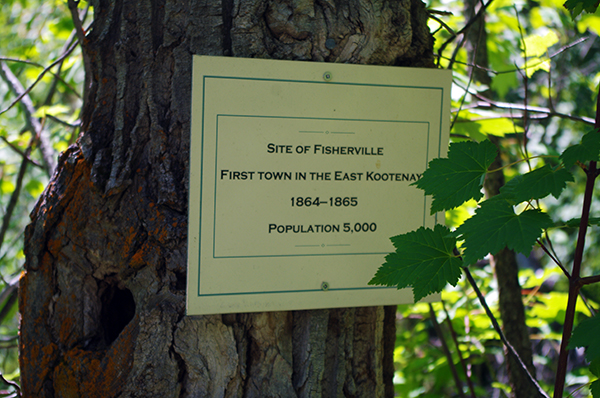 Site of Fisherville
First town in the East Kootenay
1864–1865
Population 5,000